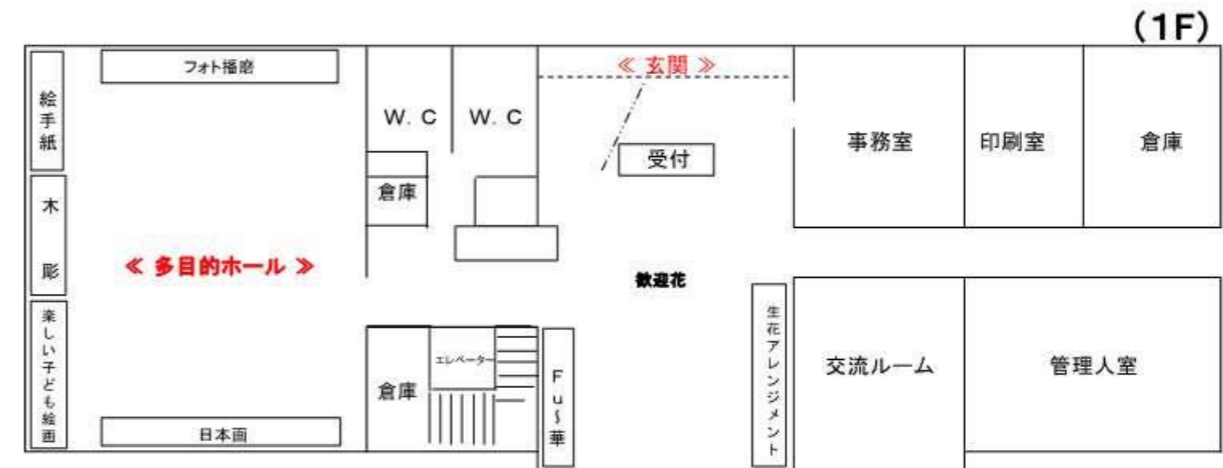 （1F）
フォト播磨
絵手紙
木彫
楽しい子ども絵画
日本画
≪ 多目的ホール ≫
W.C
W.C
倉庫
倉庫
エレベーター
Fu～華
≪ 玄関 ≫
受付
歓迎花
生花アレンジメント
事務室
印刷室
倉庫
交流ルーム
管理人室